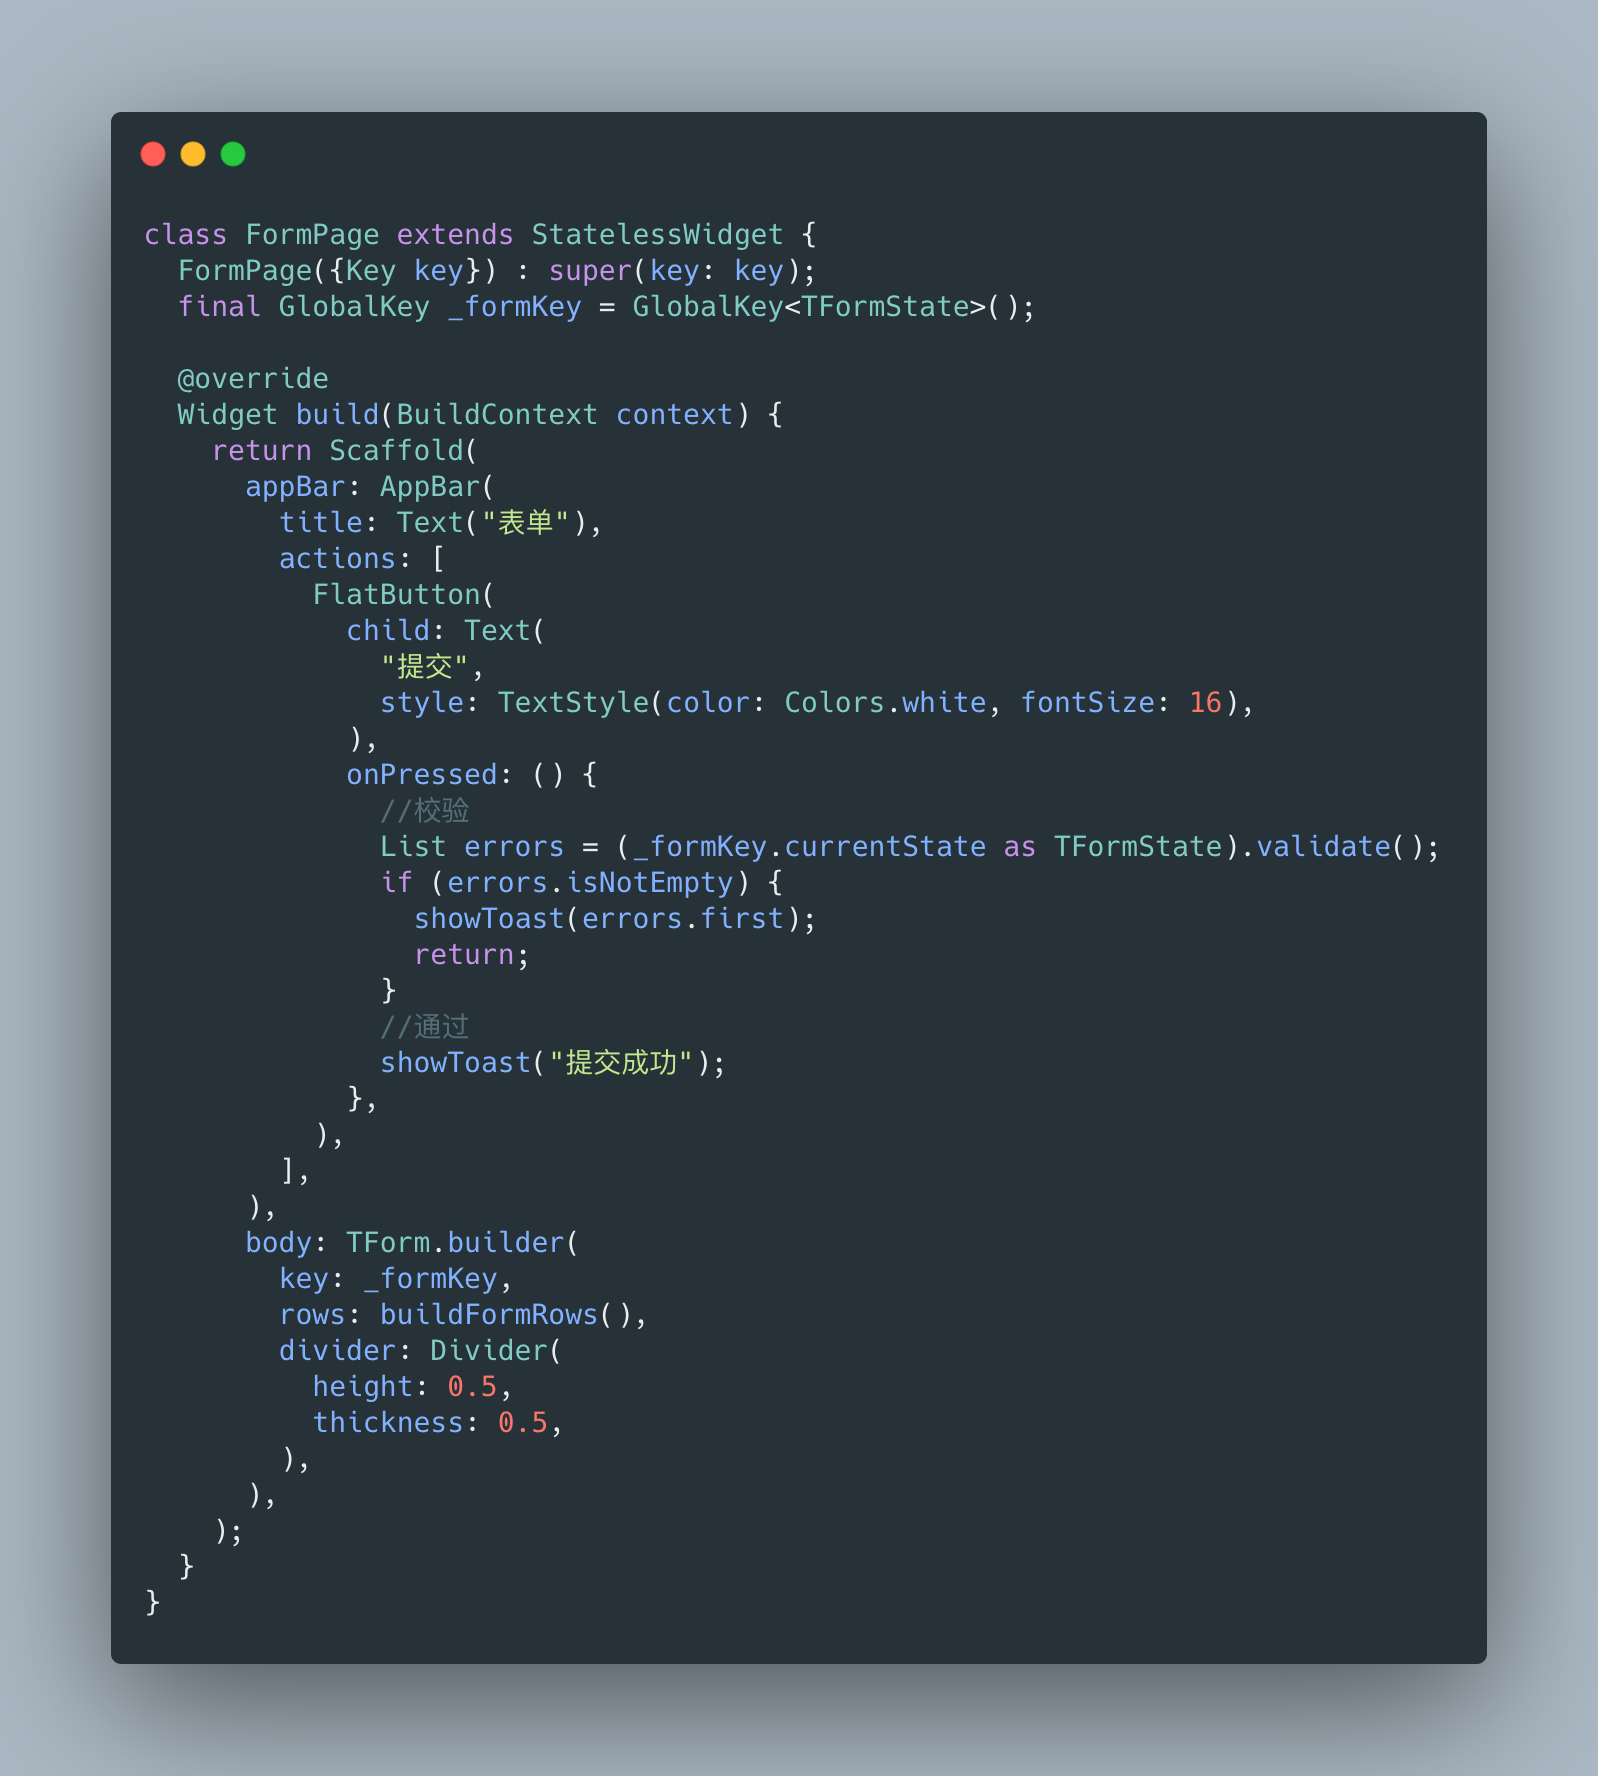 class FormPage extends StatelessWidget {
  FormPage({Key key}) : super(key: key);
  final GlobalKey _formKey = GlobalKey<TFormState>();

  @override
  Widget build(BuildContext context) {
    return Scaffold(
      appBar: AppBar(
        title: Text("表单"),
        actions: [
          FlatButton(
            child: Text(
              "提交",
              style: TextStyle(color: Colors.white, fontSize: 16),
            ),
            onPressed: () {
              //校验
              List errors = (_formKey.currentState as TFormState).validate();
              if (errors.isNotEmpty) {
                showToast(errors.first);
                return;
              }
              //通过
              showToast("提交成功");
            },
          ),
        ],
      ),
      body: TForm.builder(
        key: _formKey,
        rows: buildFormRows(),
        divider: Divider(
          height: 0.5,
          thickness: 0.5,
        ),
      ),
    );
  }
}